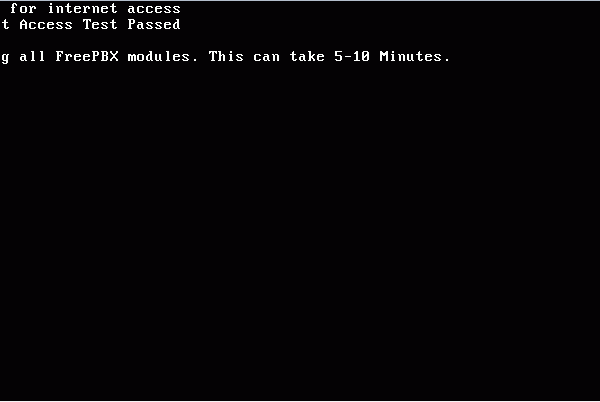 for internet access
t Access Test Passed
g all FreePBX modules. This can take 5-10 Minutes.